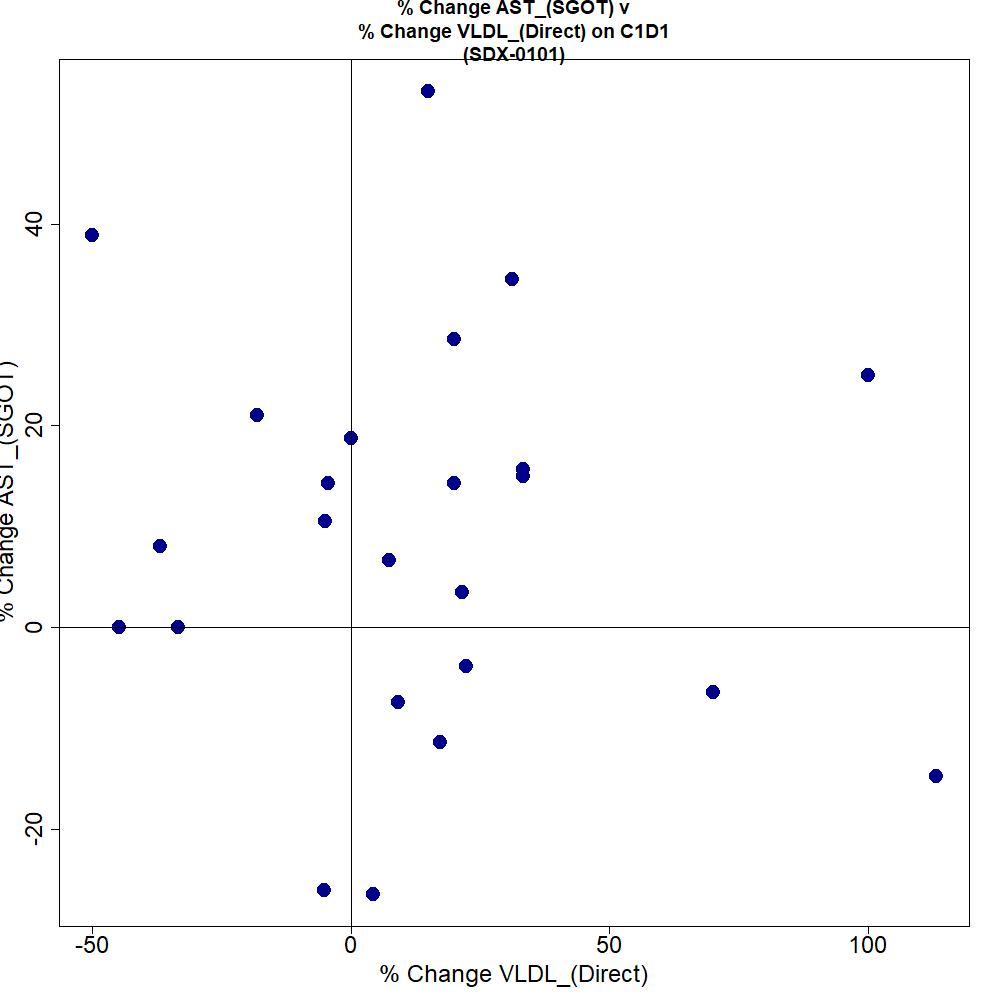 % Change AST_(SGOT) v
% Change VLDL_(Direct) on C1D1
(SDX-0101)
% Change AST_(SGOT)
40
20
0
-20
-50
0
50
100
% Change VLDL_(Direct)